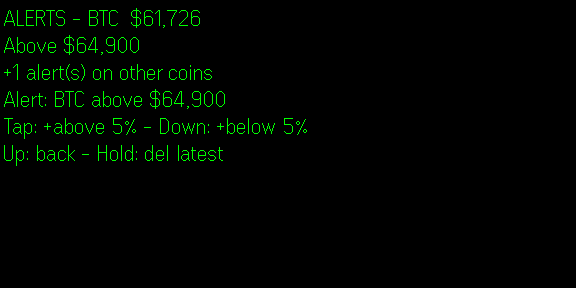 ALERTS - BTC  $61,726
Above $64,900
+1 alert(s) on other coins
Alert: BTC above $64,900
Tap: +above 5% - Down: +below 5%
Up: back - Hold: del latest